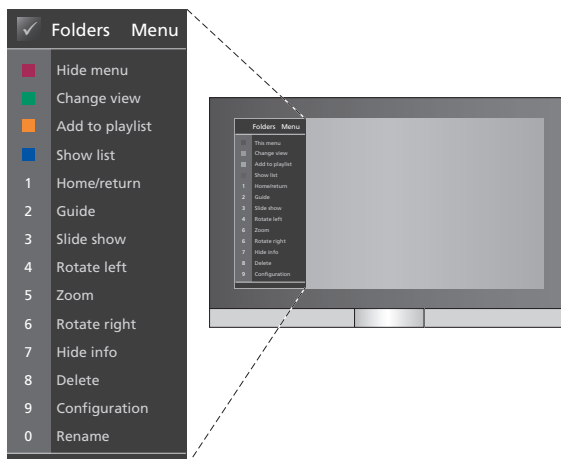 Folders Menu
Hide menu
Change view
Add to playlist
Show list
1 Home/return
2 Guide
3 Slide show
4 Rotate left
5 Zoom
6 Rotate right
7 Hide info
8 Delete
9 Configuration
0 Rename
Folders Menu
This menu
Change view
Add to playlist
Show list
1 Home/return
2 Guide
3 Slide show
4 Rotate left
6 Zoom
6 Rotate right
7 Hide info
8 Delete
9 Configuration